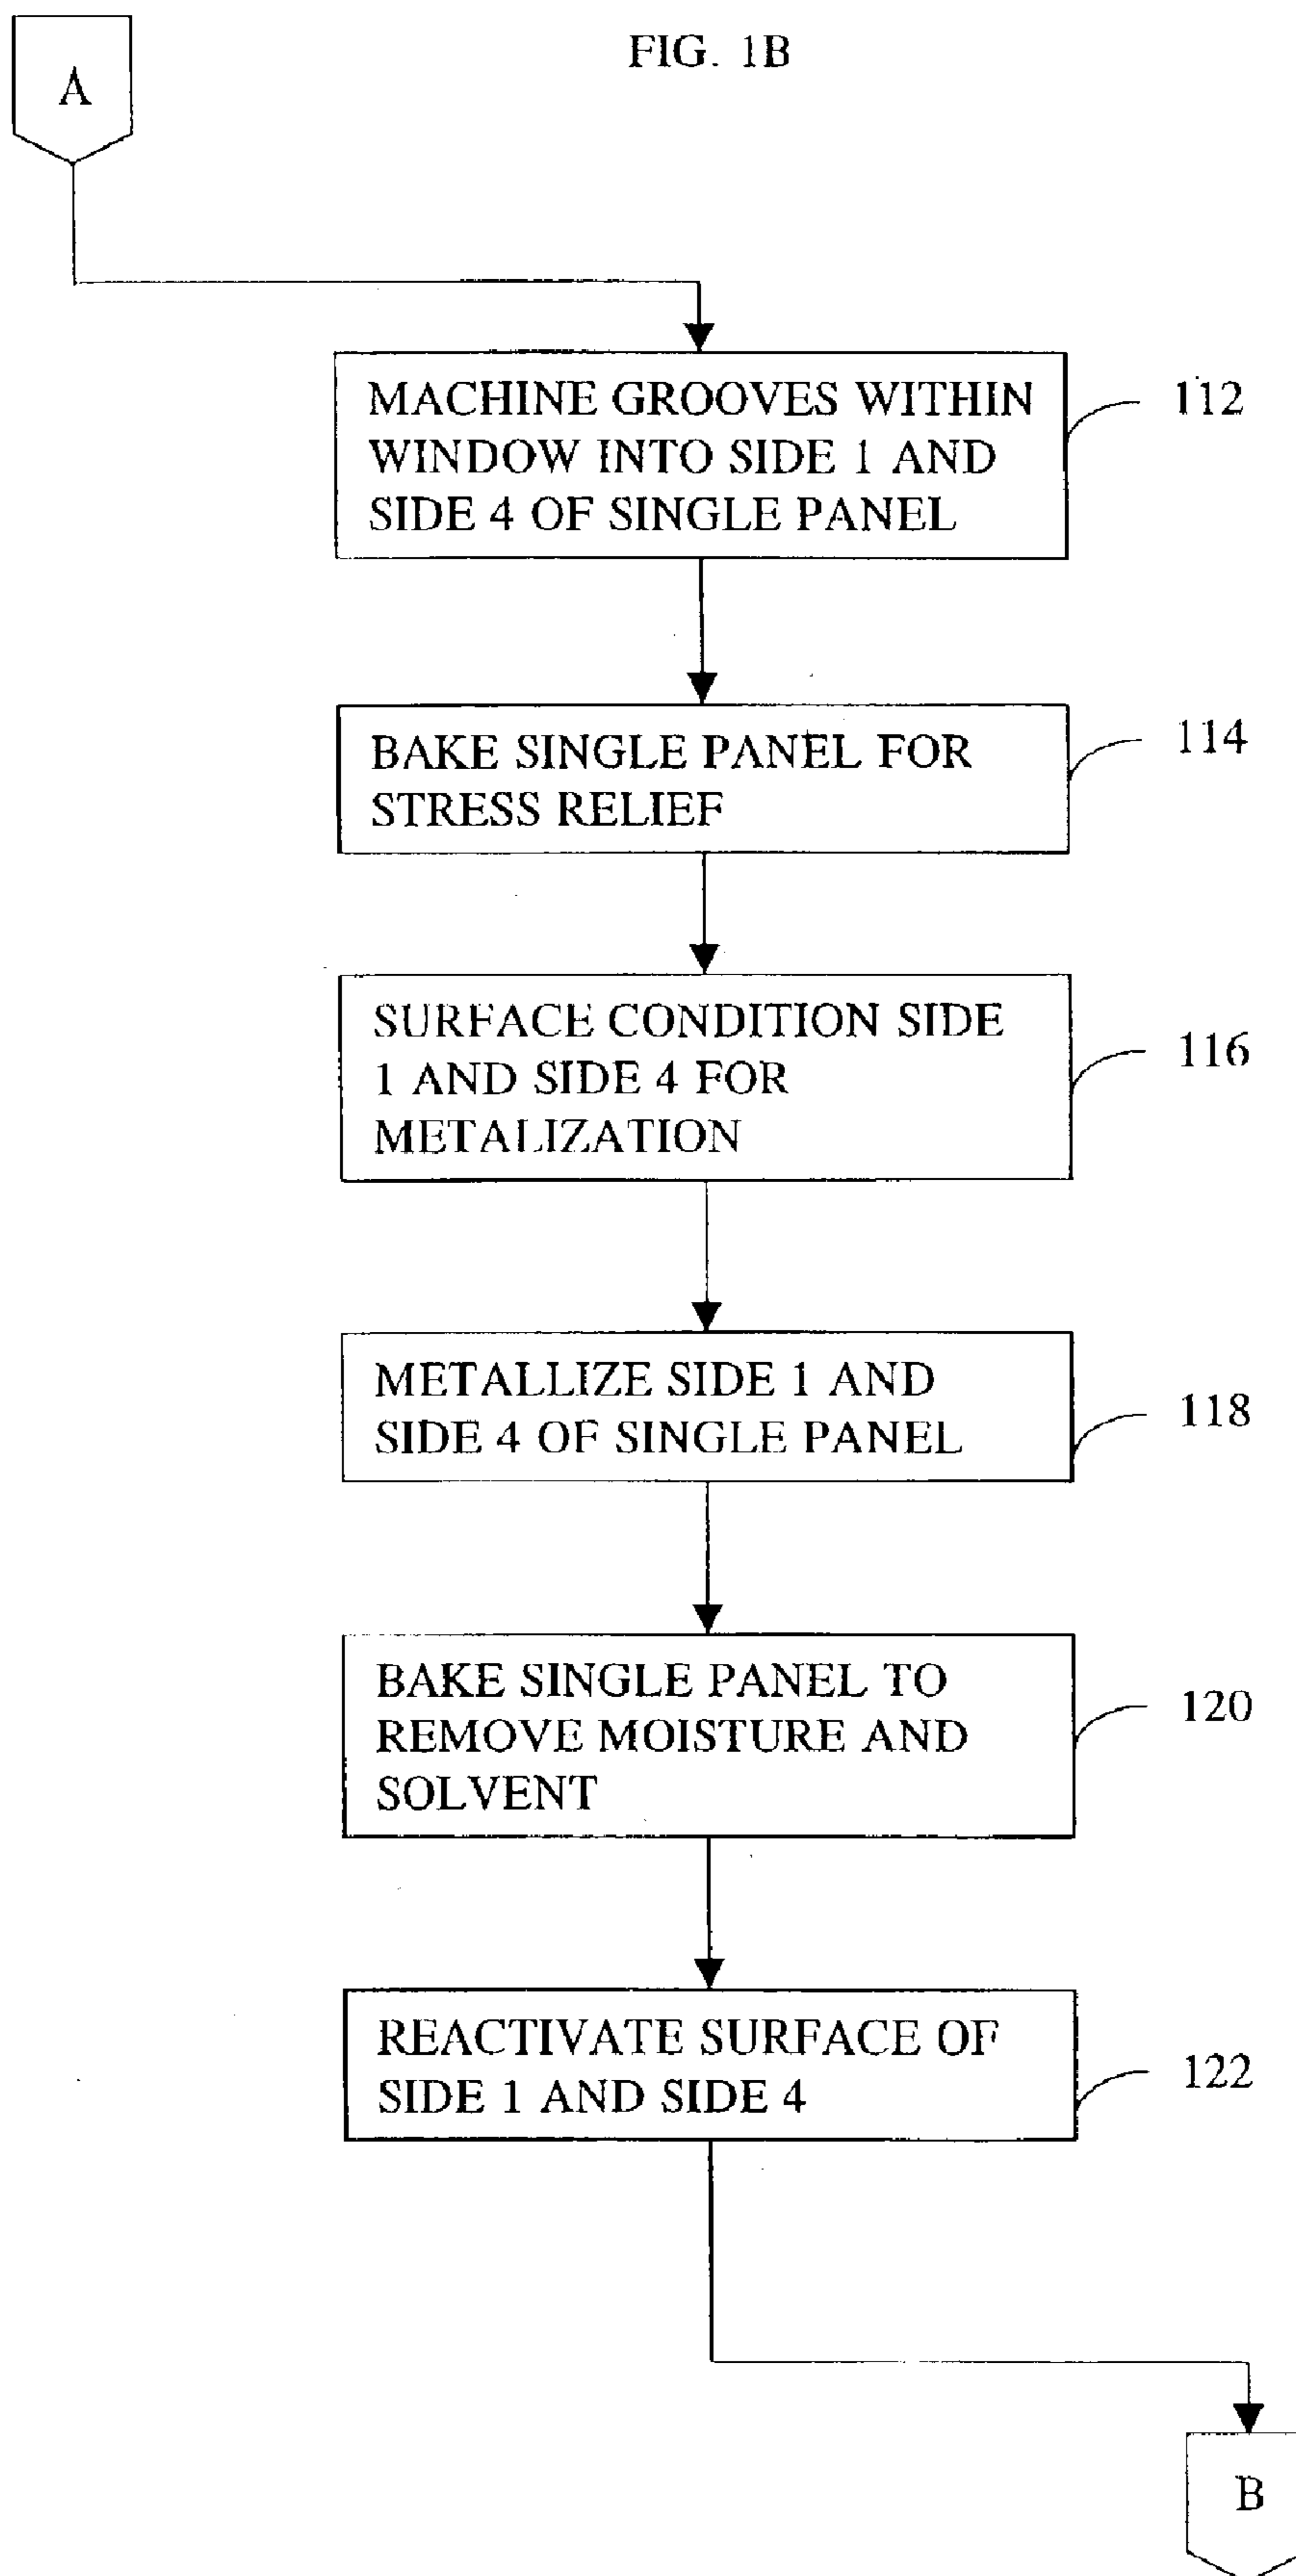 FIG. 1B
A
MACHINE GROOVES WITHIN
WINDOW INTO SIDE 1 AND
SIDE 4 OF SINGLE PANEL
112
BAKE SINGLE PANEL FOR
STRESS RELIEF
114
SURFACE CONDITION SIDE
1 AND SIDE 4 FOR
METALIZATION
116
METALLIZE SIDE 1 AND
SIDE 4 OF SINGLE PANEL
118
BAKE SINGLE PANEL TO
REMOVE MOISTURE AND
SOLVENT
120
REACTIVATE SURFACE OF
SIDE 1 AND SIDE 4
122
B